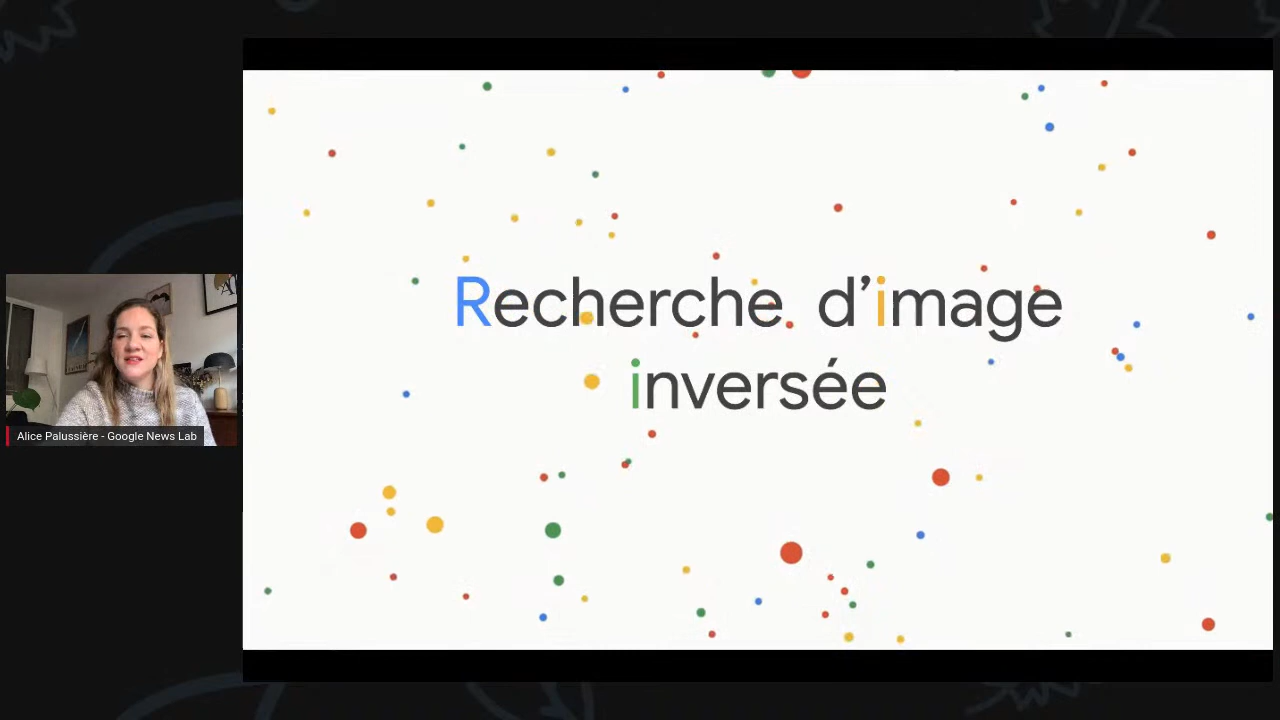 Recherche d’image
inversée
Alice Palussière - Google News Lab